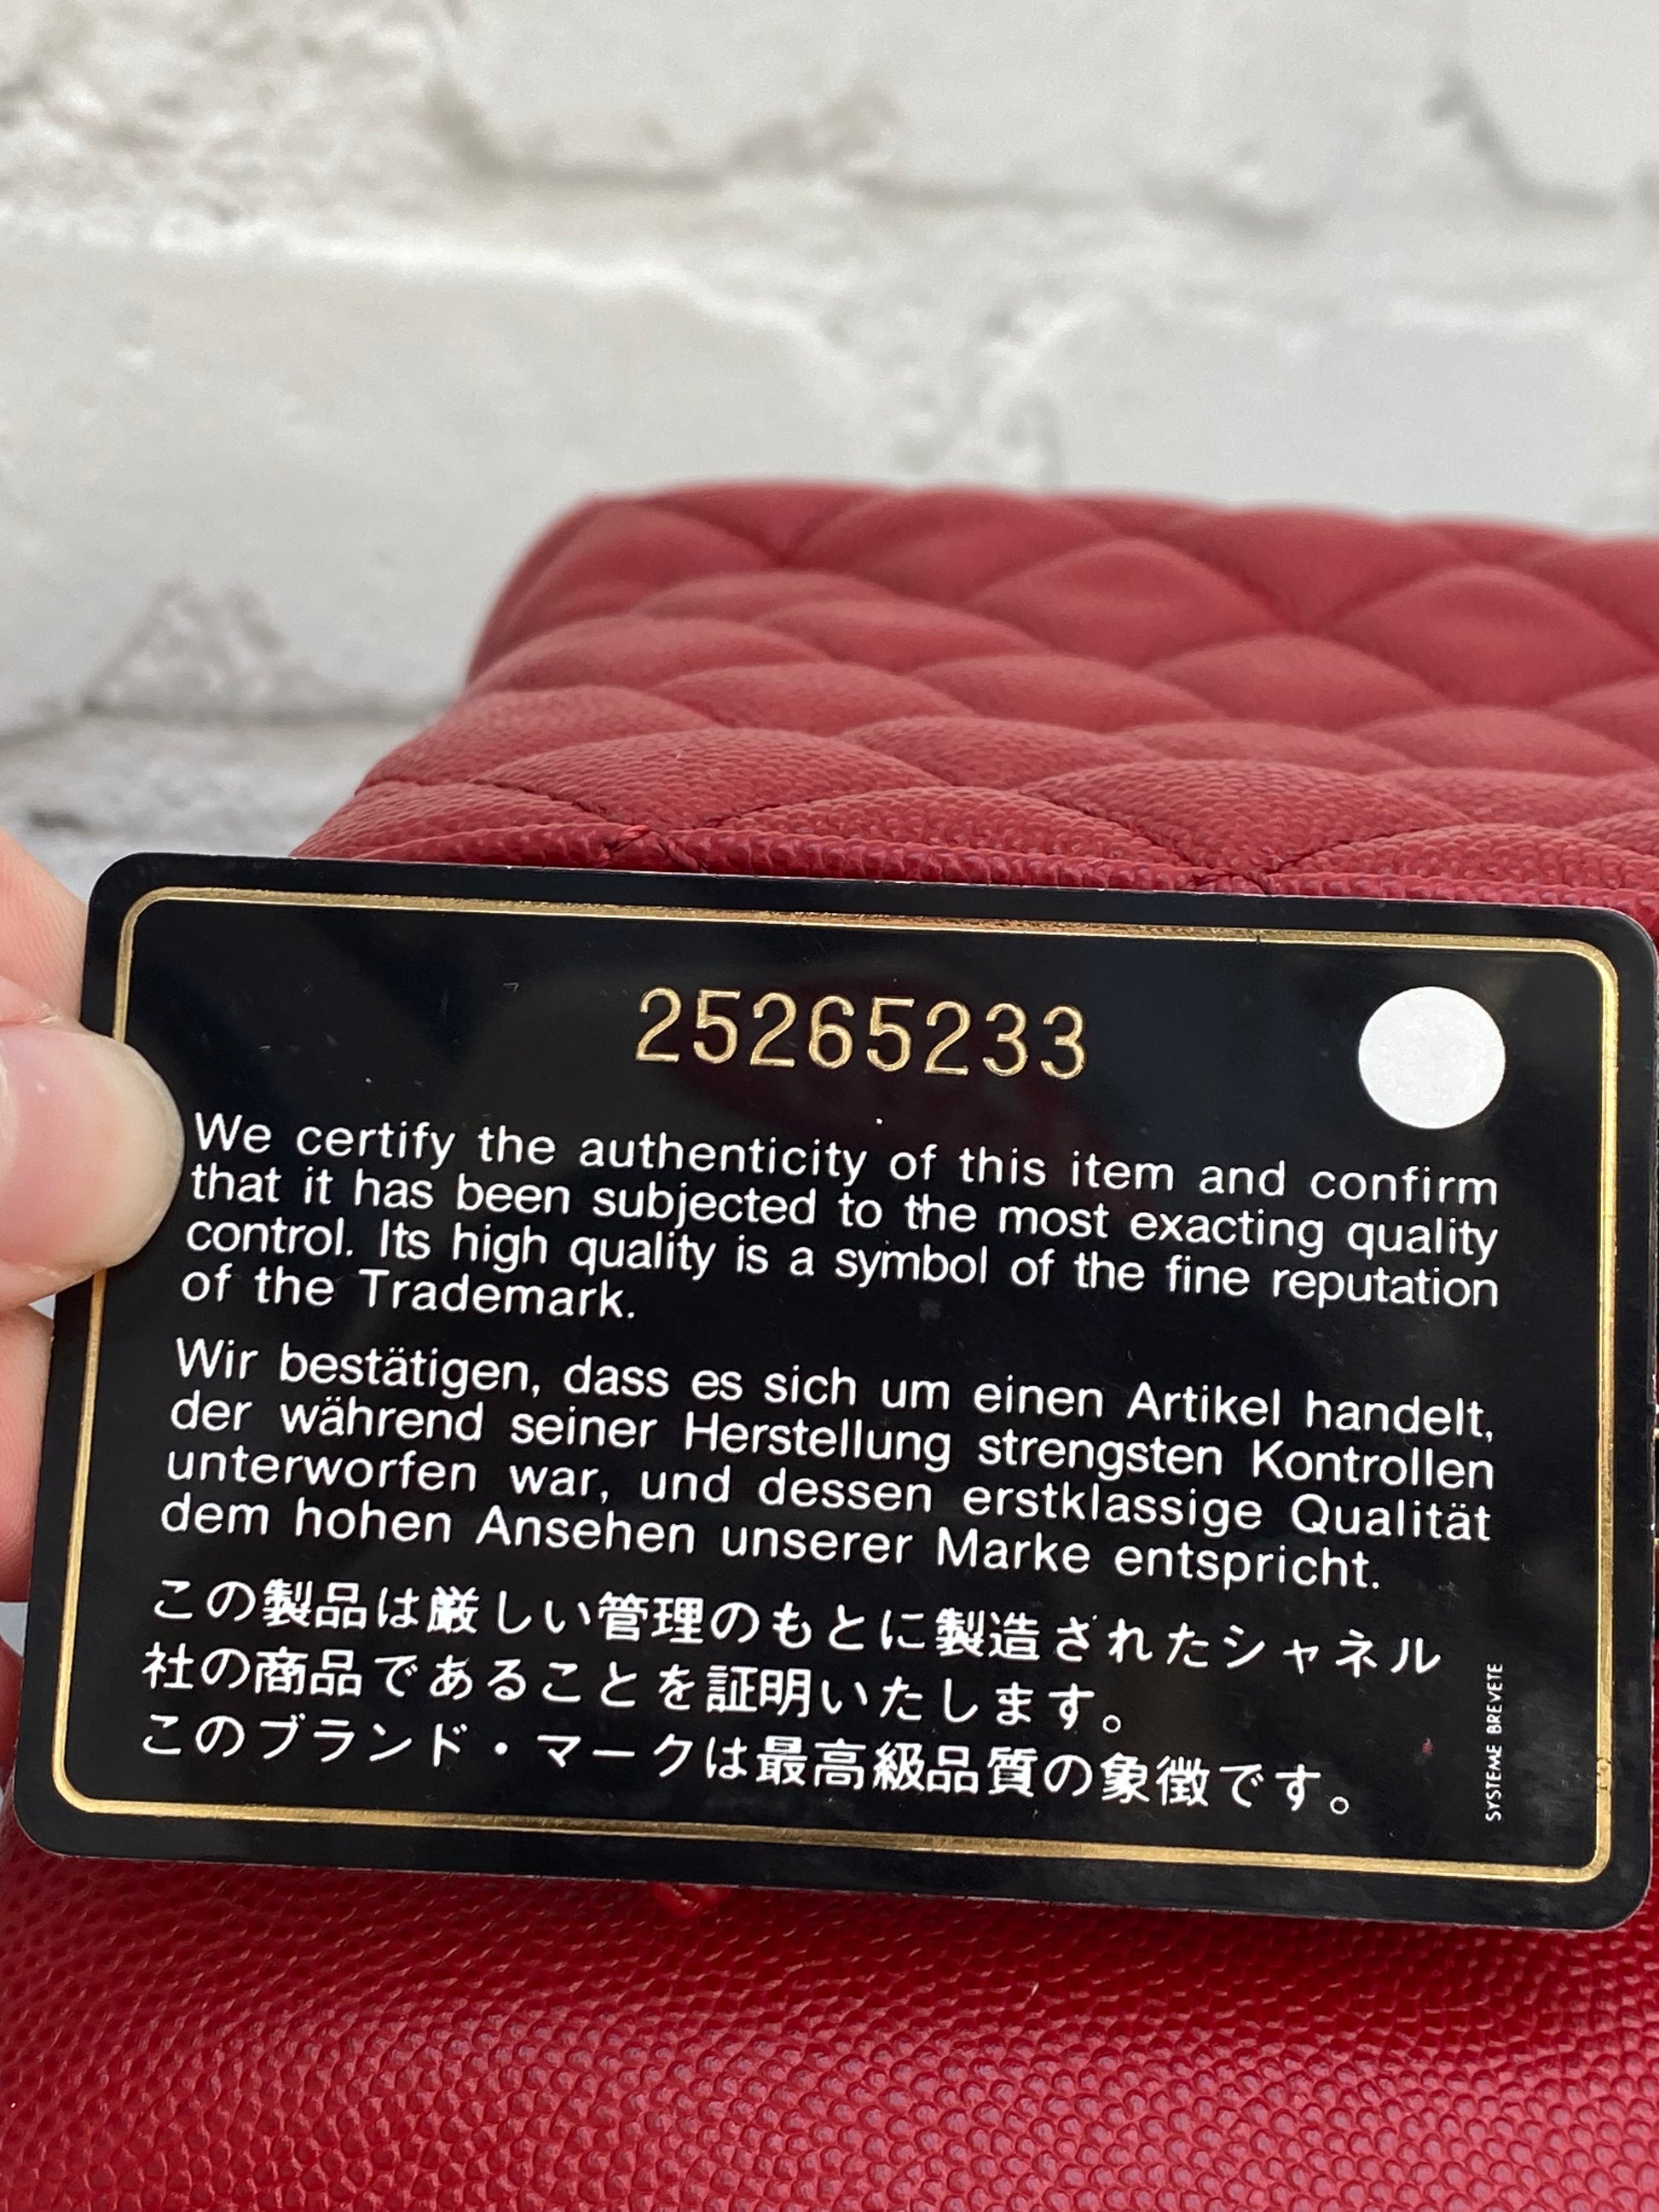 25265233
We certify the authenticity of this item and confirm
that it has been subjected to the most exacting quality
control. Its high quality is a symbol of the fine reputation
of the Trademark.
Wir bestätigen, dass es sich um einen Artikel handelt,
der während seiner Herstellung strengsten Kontrollen
unterworfen war, und dessen erstklassige Qualität
dem hohen Ansehen unserer Marke entspricht.
この製品は厳しい管理のもとに製造されたシャネル
社の商品であることを証明いたします。
このブランド・マークは最高級品質の象徴です。
SYSTEME BREVETE